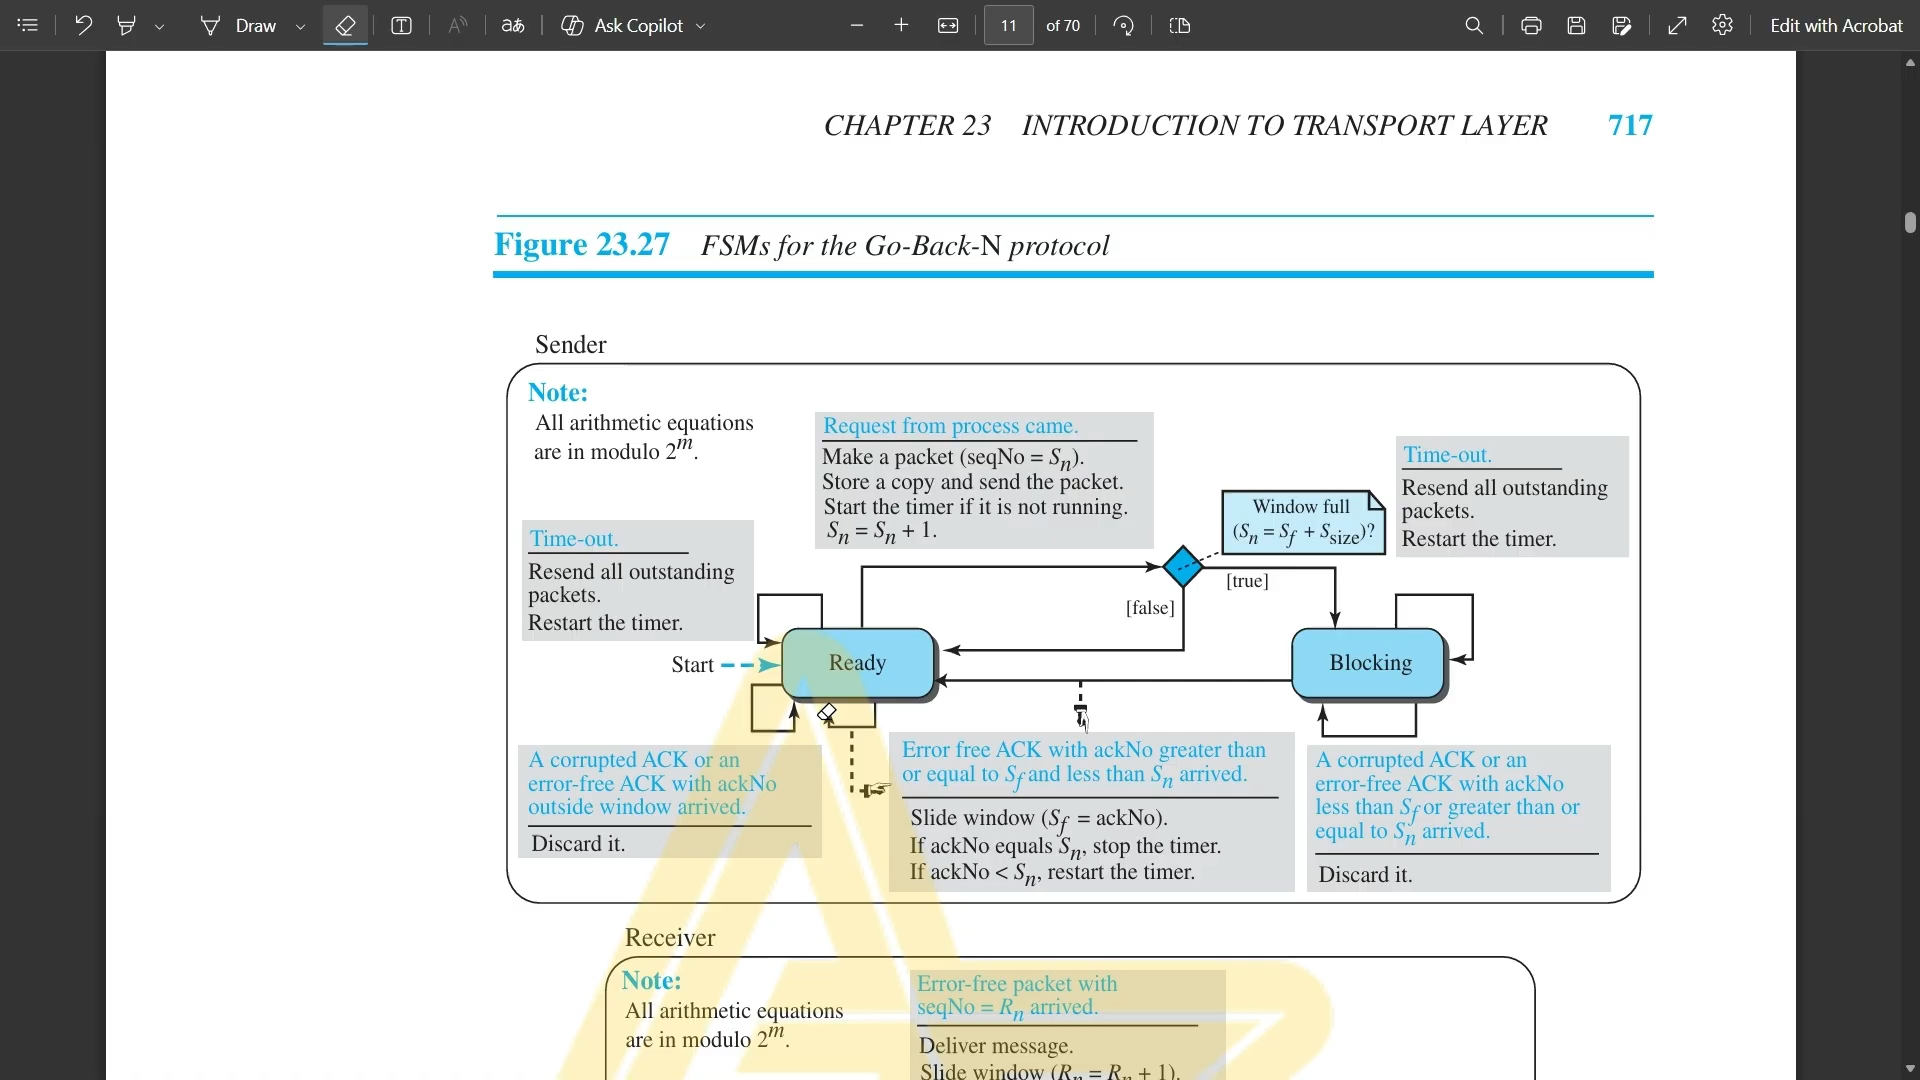 Draw
aあ
Ask Copilot
11
of 70
Edit with Acrobat
CHAPTER 23 INTRODUCTION TO TRANSPORT LAYER 717
Figure 23.27 FSMs for the Go-Back-N protocol
Sender
Note:
All arithmetic equations
are in modulo 2^m.
Request from process came.
Make a packet (seqNo = Sn).
Store a copy and send the packet.
Start the timer if it is not running.
Sn = Sn + 1.
Time-out.
Resend all outstanding
packets.
Restart the timer.
Window full
(Sn = Sf + Ssize)?
Time-out.
Resend all outstanding
packets.
Restart the timer.
[true]
[false]
Start
Ready
Blocking
A corrupted ACK or an
error-free ACK with ackNo
outside window arrived.
Discard it.
Error free ACK with ackNo greater than
or equal to Sf and less than Sn arrived.
Slide window (Sf = ackNo).
If ackNo equals Sn, stop the timer.
If ackNo < Sn, restart the timer.
A corrupted ACK or an
error-free ACK with ackNo
less than Sf or greater than or
equal to Sn arrived.
Discard it.
Receiver
Note:
All arithmetic equations
are in modulo 2^m.
Error-free packet with
seqNo = Rn arrived.
Deliver message.
Slide window (Rn = Rn + 1).